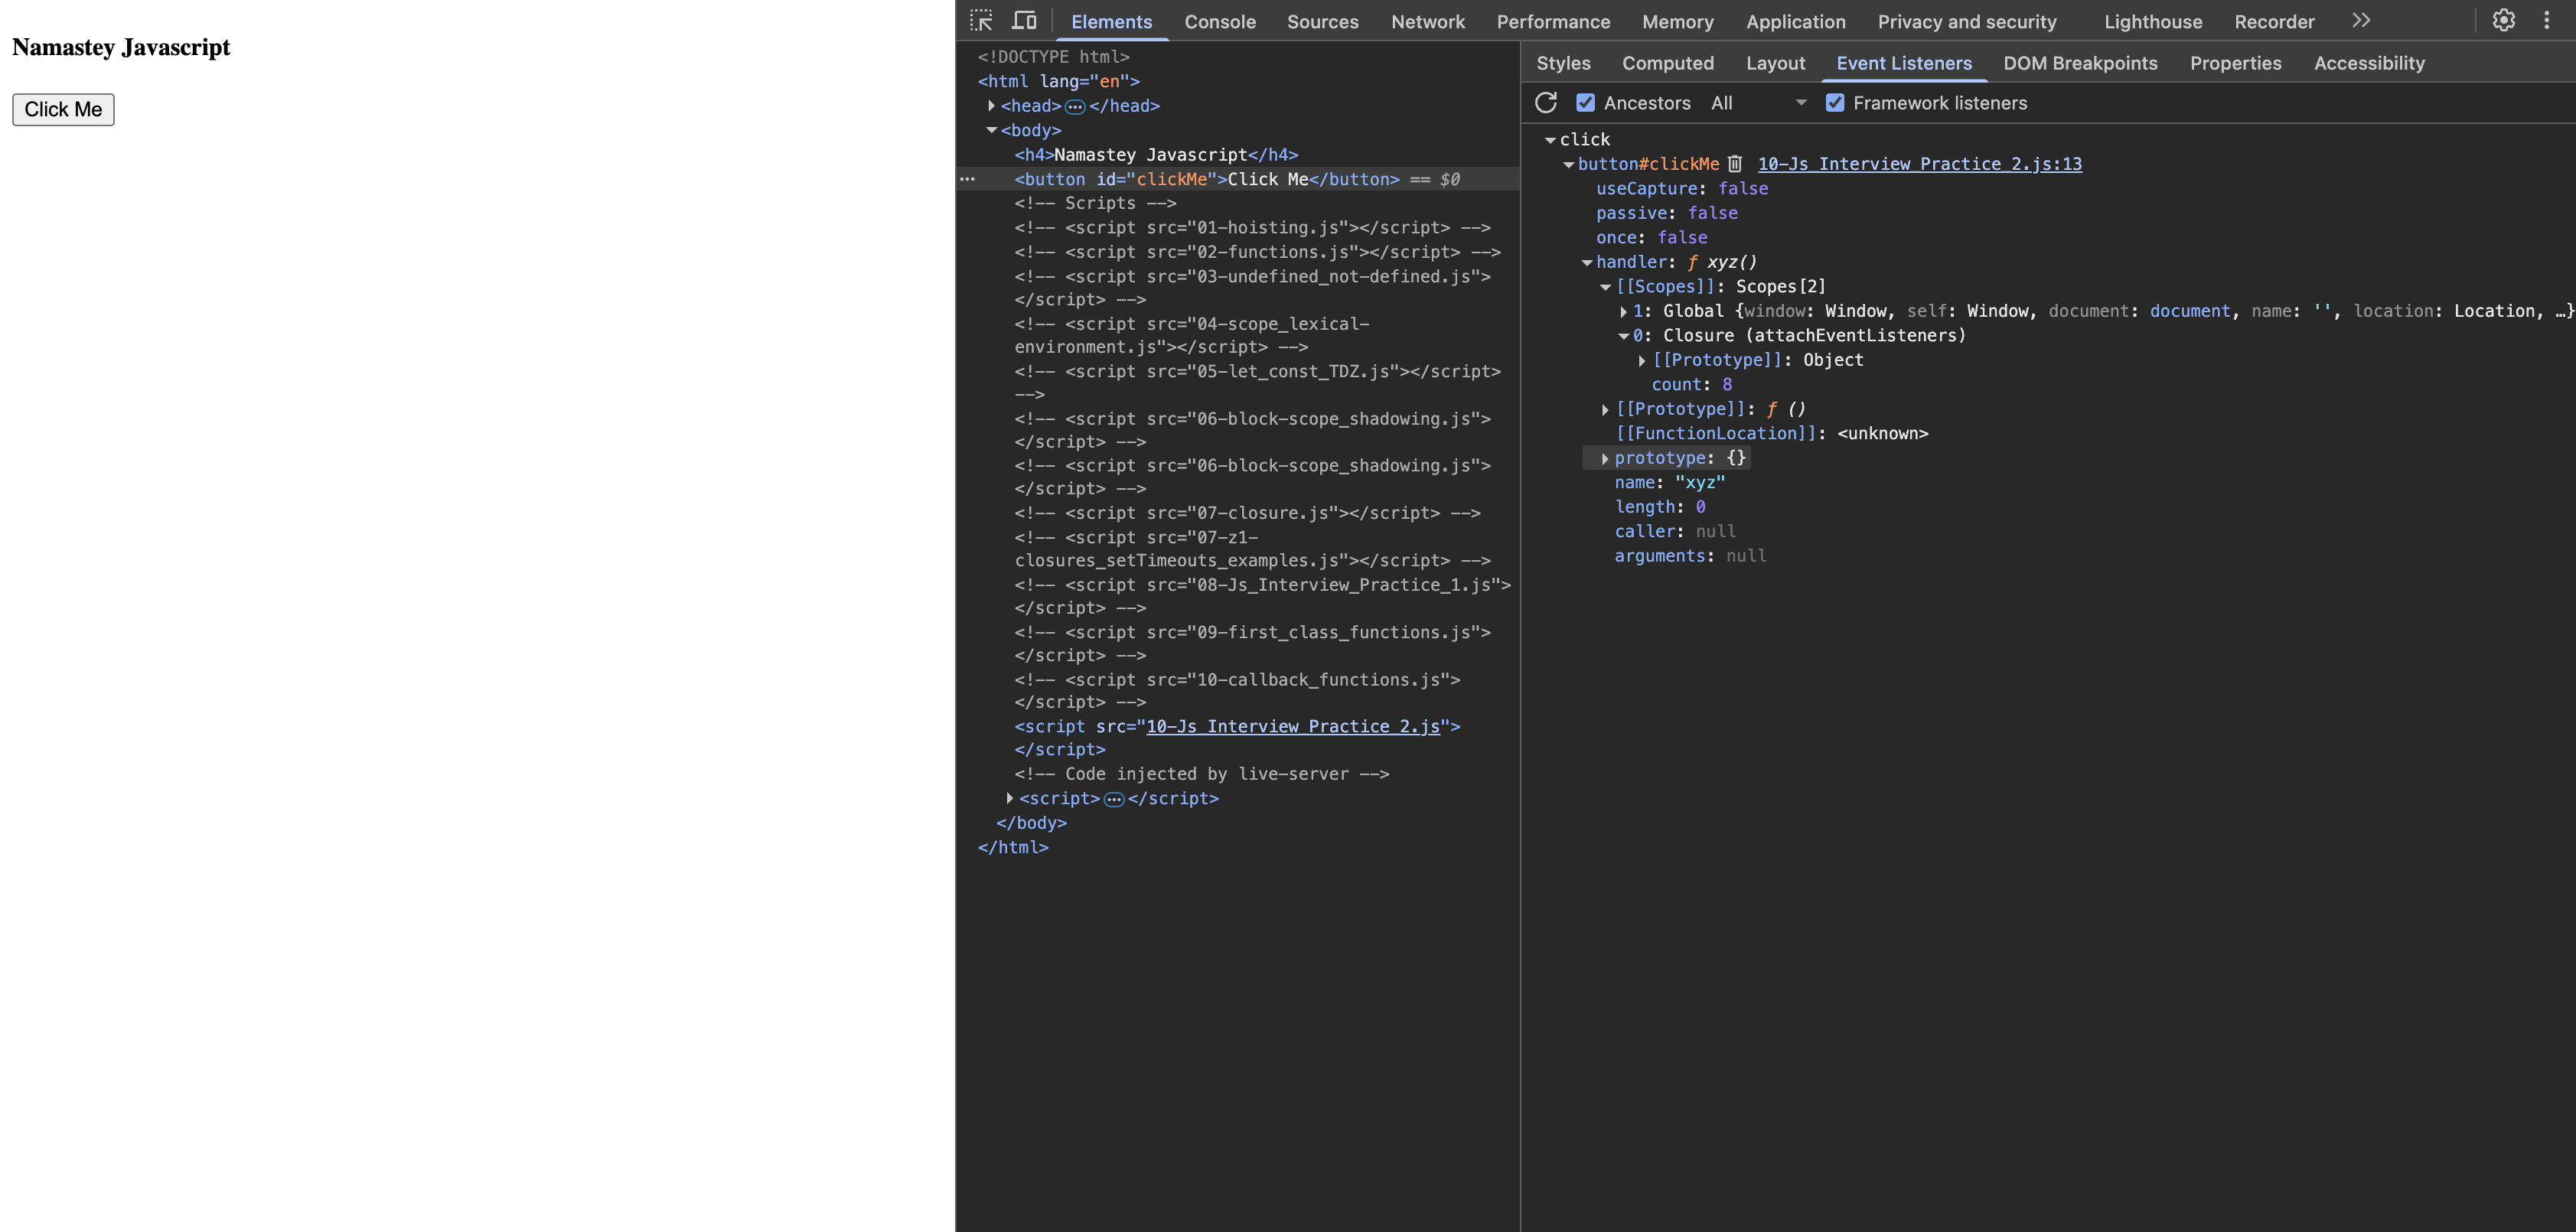 Namastey Javascript
Click Me
Elements Console Sources Network Performance Memory Application Privacy and security Lighthouse Recorder
<!DOCTYPE html>
<html lang="en">
<head>…</head>
<body>
<h4>Namastey Javascript</h4>
<button id="clickMe">Click Me</button> == $0
<!-- Scripts -->
<!-- <script src="01-hoisting.js"></script> -->
<!-- <script src="02-functions.js"></script> -->
<!-- <script src="03-undefined_not-defined.js">
</script> -->
<!-- <script src="04-scope_lexical-
environment.js"></script> -->
<!-- <script src="05-let_const_TDZ.js"></script>
-->
<!-- <script src="06-block-scope_shadowing.js">
</script> -->
<!-- <script src="06-block-scope_shadowing.js">
</script> -->
<!-- <script src="07-closure.js"></script> -->
<!-- <script src="07-z1-
closures_setTimeouts_examples.js"></script> -->
<!-- <script src="08-Js_Interview_Practice_1.js">
</script> -->
<!-- <script src="09-first_class_functions.js">
</script> -->
<!-- <script src="10-callback_functions.js">
</script> -->
<script src="10-Js_Interview_Practice_2.js">
</script>
<!-- Code injected by live-server -->
<script>…</script>
</body>
</html>
Styles Computed Layout Event Listeners DOM Breakpoints Properties Accessibility
Ancestors All Framework listeners
click
button#clickMe 10-Js_Interview_Practice_2.js:13
useCapture: false
passive: false
once: false
handler: ƒ xyz()
[[Scopes]]: Scopes[2]
1: Global {window: Window, self: Window, document: document, name: '', location: Location, …}
0: Closure (attachEventListeners)
[[Prototype]]: Object
count: 8
[[Prototype]]: ƒ ()
[[FunctionLocation]]: <unknown>
prototype: {}
name: "xyz"
length: 0
caller: null
arguments: null